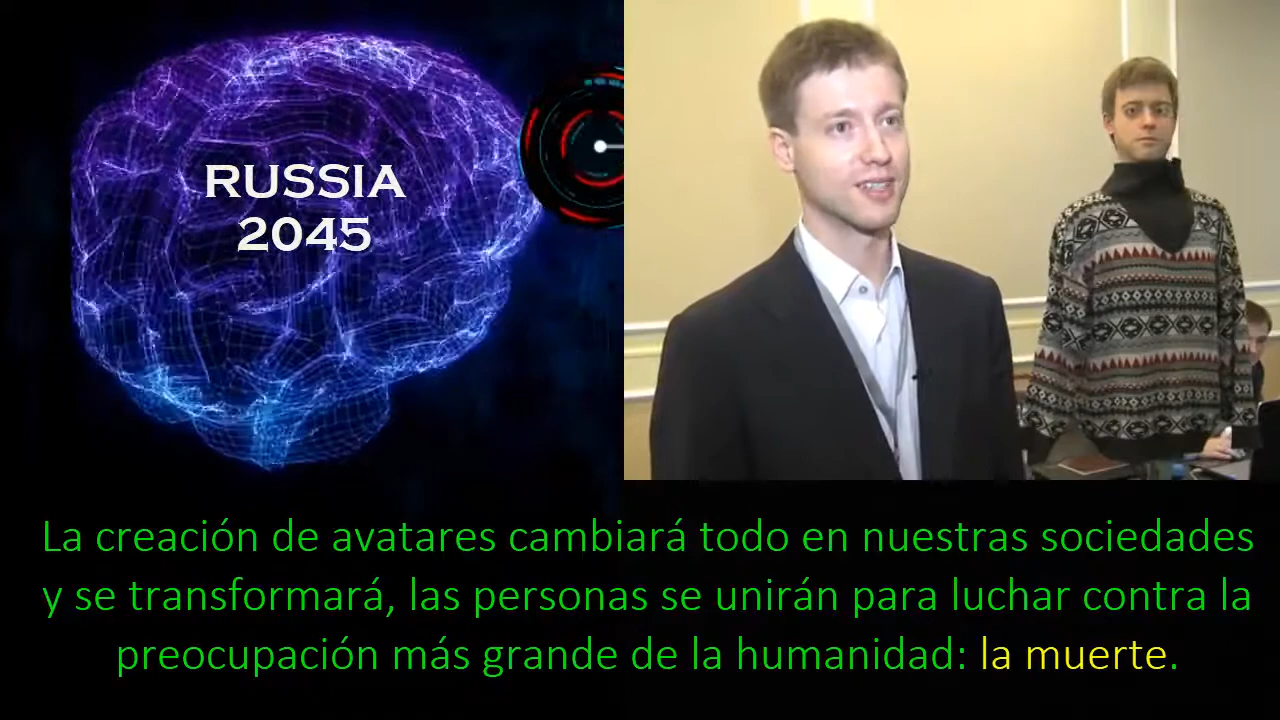 RUSSIA
2045
La creación de avatares cambiará todo en nuestras sociedades
y se transformará, las personas se unirán para luchar contra la
preocupación más grande de la humanidad: la muerte.